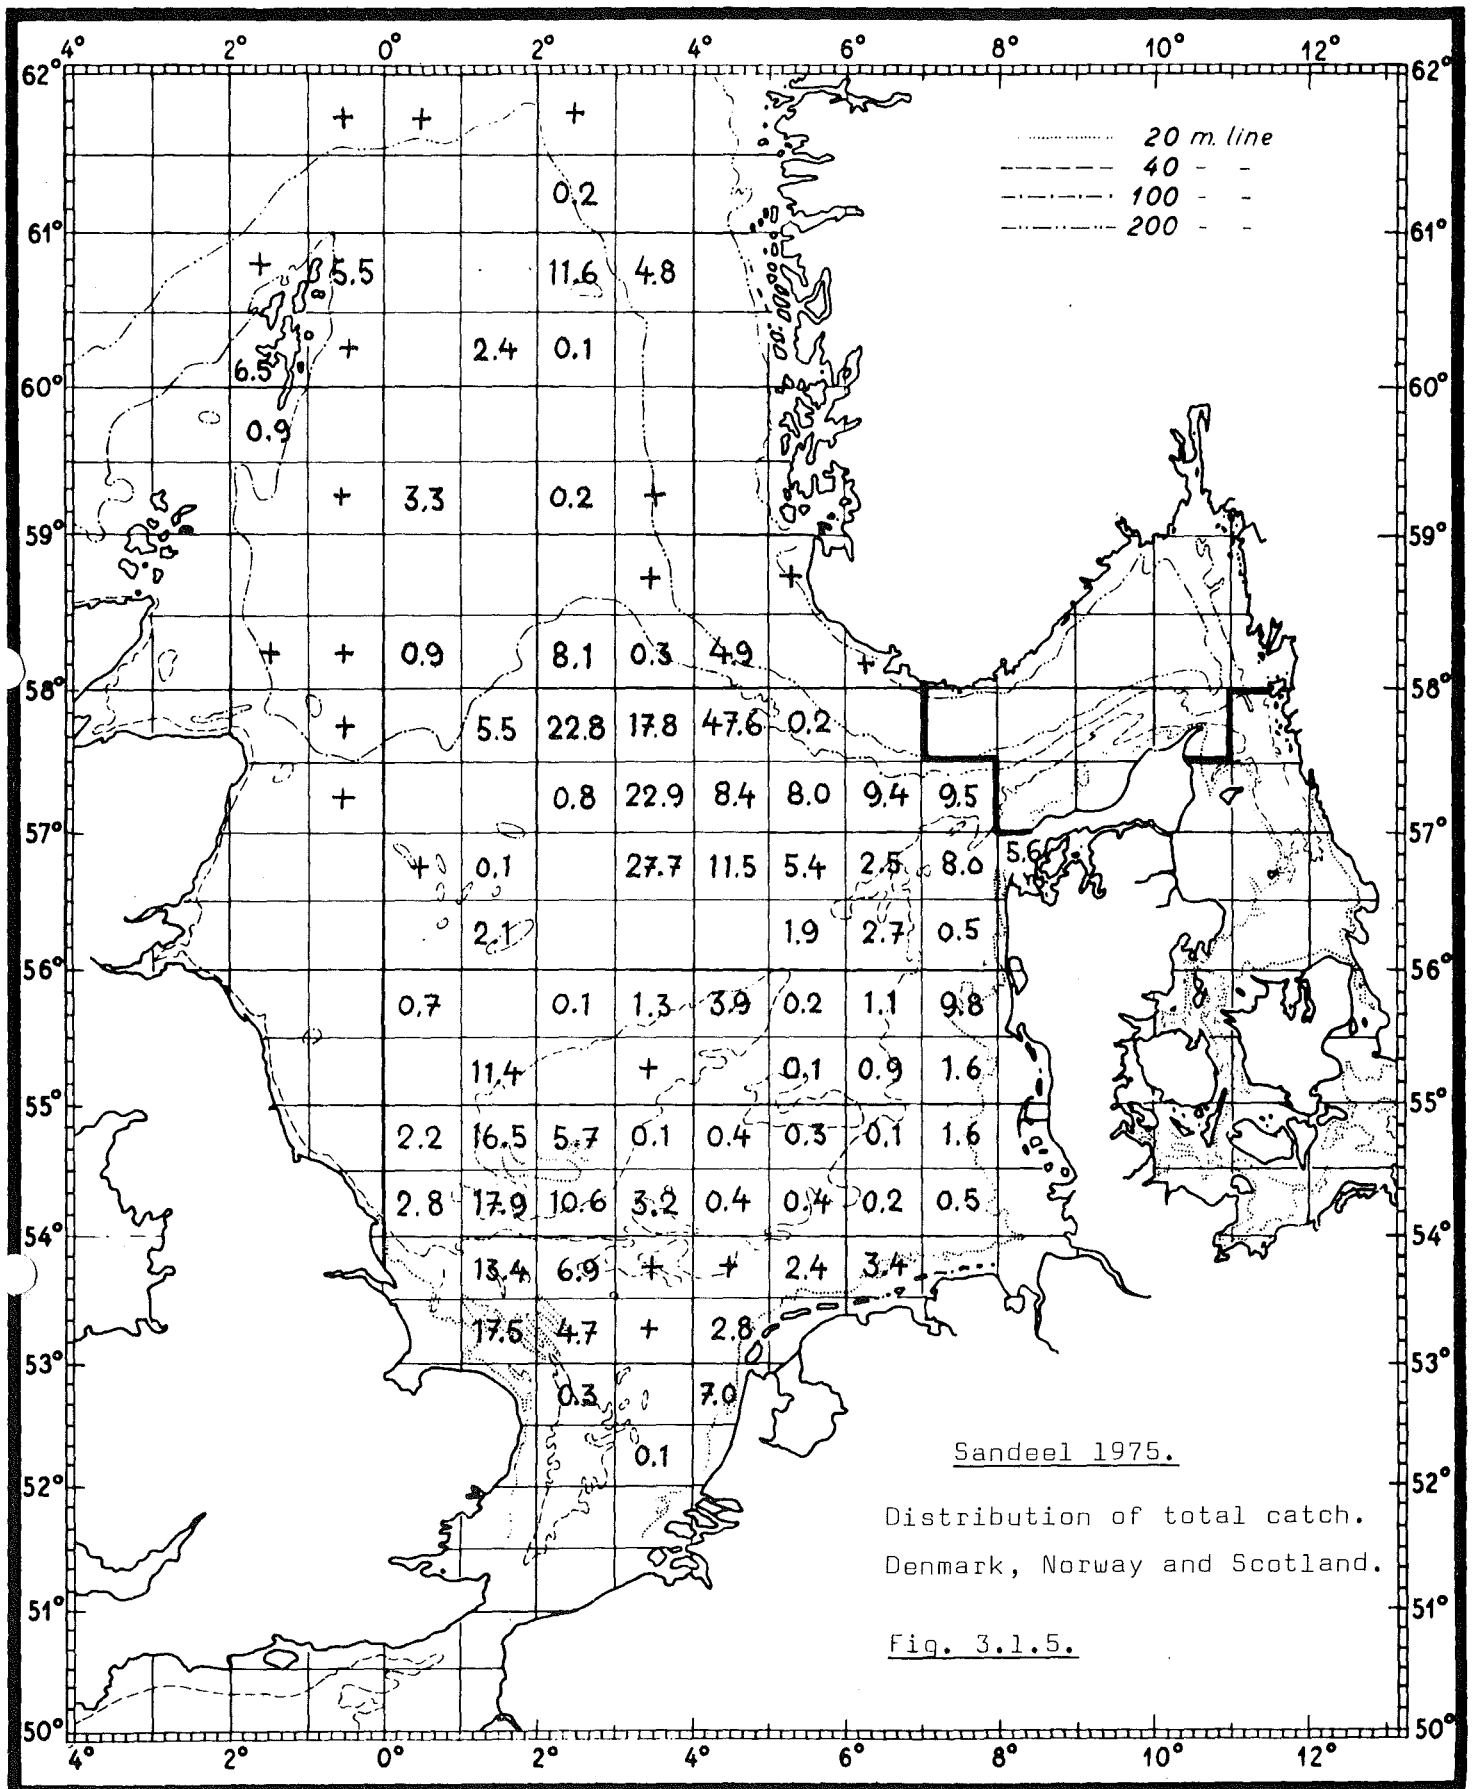 4° 2° 0° 2° 4° 6° 8° 10° 12°
62° 62°
+ + +
20 m. line
40 - -
100 - -
200 - -
0.2
61° 61°
+ 5.5 11.6 4.8
6.5 + 2.4 0.1
60° 60°
0.9
+ 3.3 0.2 +
59° 59°
+ +
+ + 0.9 8.1 0.3 4.9 +
58° 58°
+ 5.5 22.8 17.8 47.6 0.2
+ 0.8 22.9 8.4 8.0 9.4 9.5
57° 57°
+ 0.1 27.7 11.5 5.4 2.5 8.0 5.6
2.1 1.9 2.7 0.5
56° 56°
0.7 0.1 1.3 3.9 0.2 1.1 9.8
11.4 + 0.1 0.9 1.6
55° 55°
2.2 16.5 5.7 0.1 0.4 0.3 0.1 1.6
2.8 17.9 10.6 3.2 0.4 0.4 0.2 0.5
54° 54°
13.4 6.9 + + 2.4 3.4
17.5 4.7 + 2.8
53° 53°
0.3 7.0
0.1
Sandeel 1975.
52° 52°
Distribution of total catch.
Denmark, Norway and Scotland.
51° 51°
Fig. 3.1.5.
50° 50°
4° 2° 0° 2° 4° 6° 8° 10° 12°